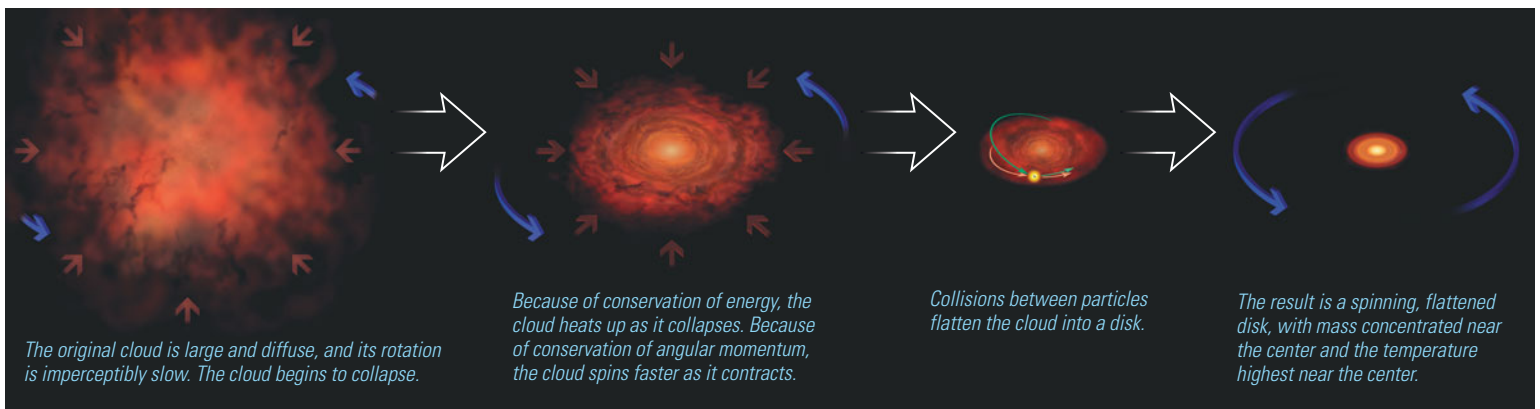 The original cloud is large and diffuse, and its rotation
is imperceptibly slow. The cloud begins to collapse.
Because of conservation of energy, the
cloud heats up as it collapses. Because
of conservation of angular momentum,
the cloud spins faster as it contracts.
Collisions between particles
flatten the cloud into a disk.
The result is a spinning, flattened
disk, with mass concentrated near
the center and the temperature
highest near the center.